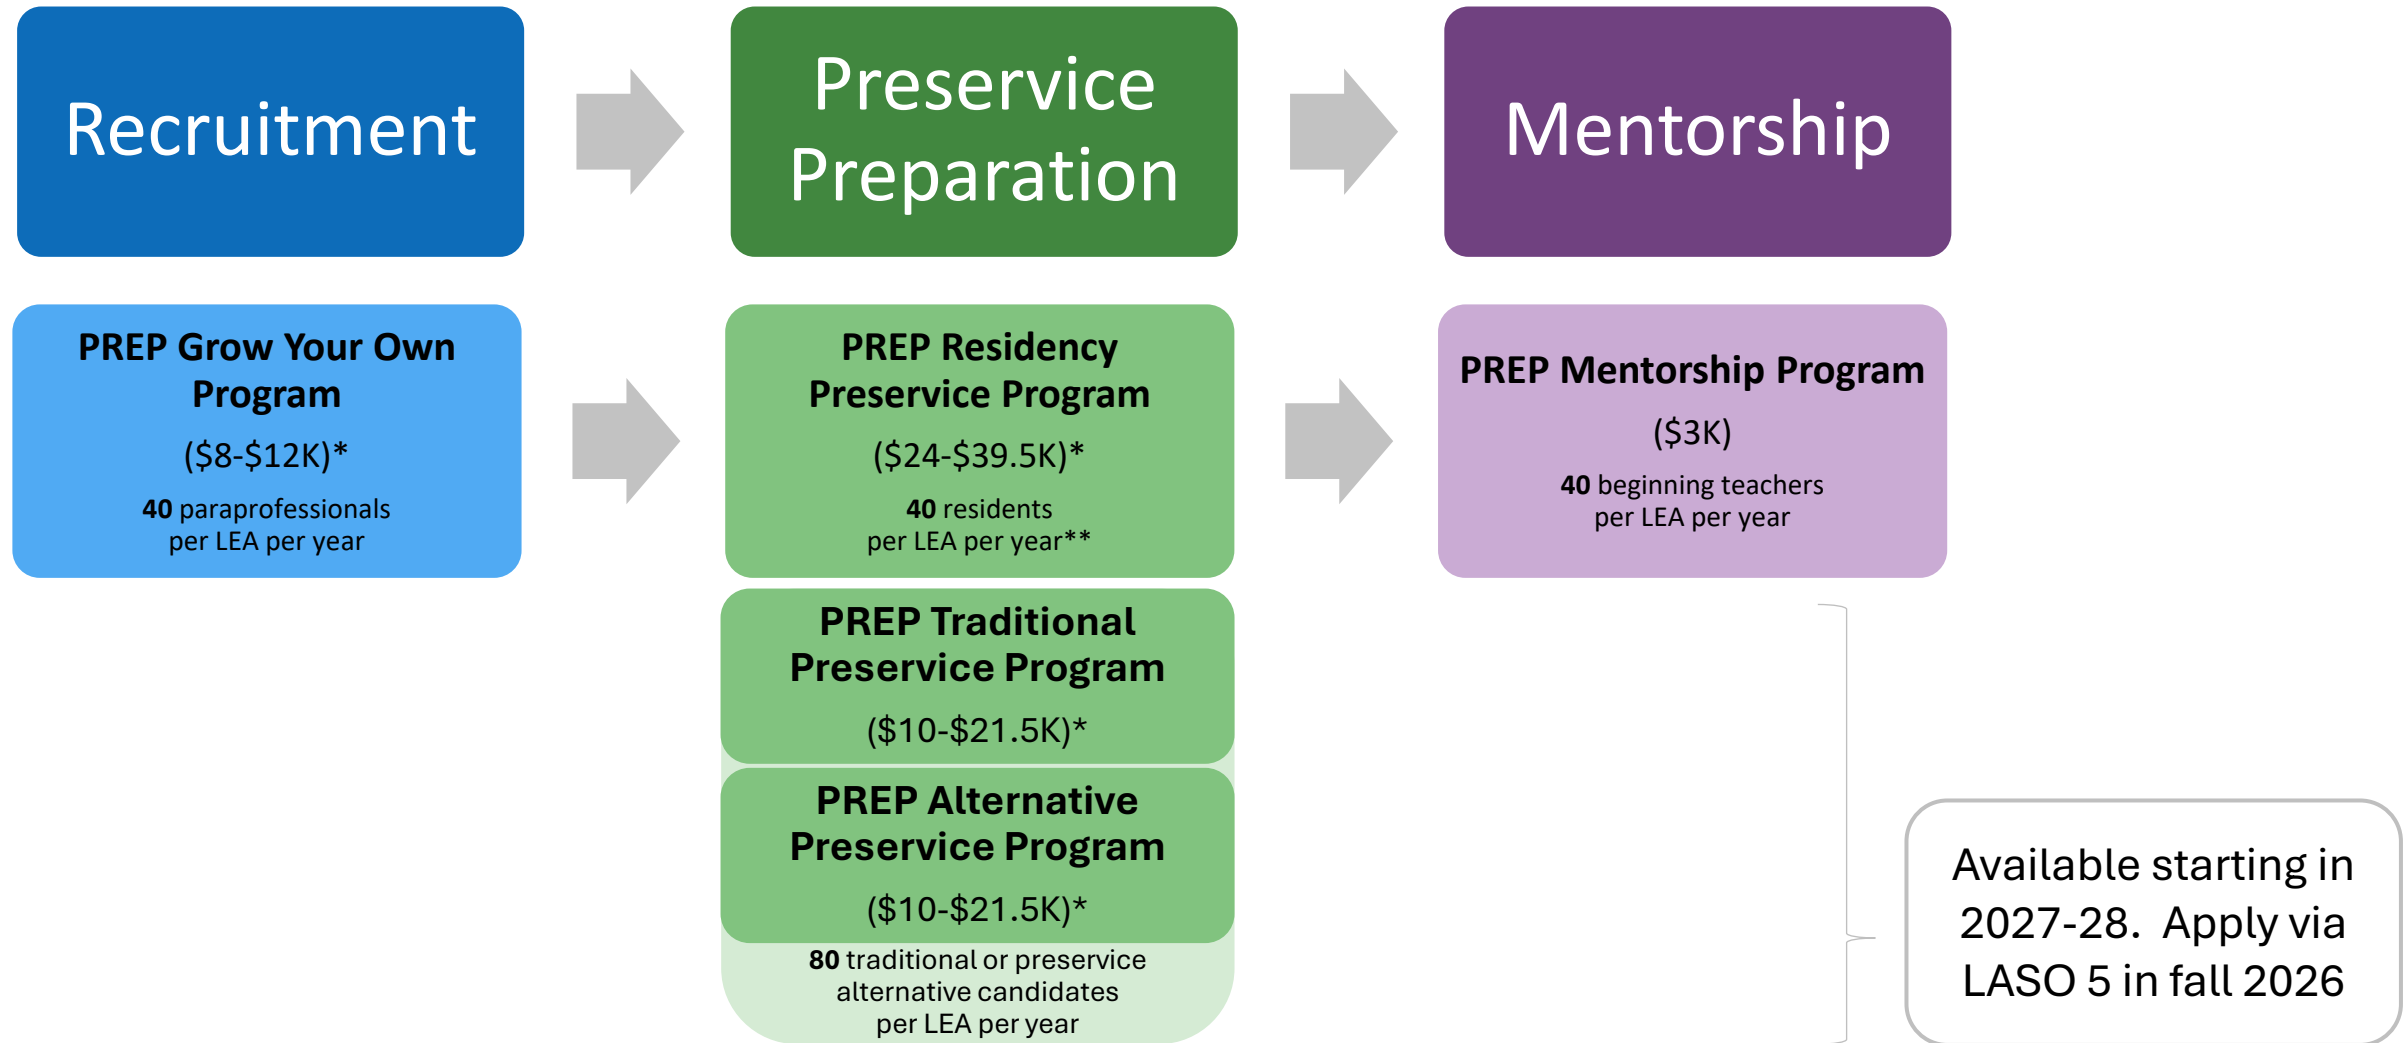 Recruitment
Preservice
Preparation
Mentorship
PREP Grow Your Own
Program
($8-$12K)*
40 paraprofessionals
per LEA per year
PREP Residency
Preservice Program
($24-$39.5K)*
40 residents
per LEA per year**
PREP Mentorship Program
($3K)
40 beginning teachers
per LEA per year
PREP Traditional
Preservice Program
($10-$21.5K)*
PREP Alternative
Preservice Program
($10-$21.5K)*
80 traditional or preservice
alternative candidates
per LEA per year
Available starting in
2027-28.  Apply via
LASO 5 in fall 2026